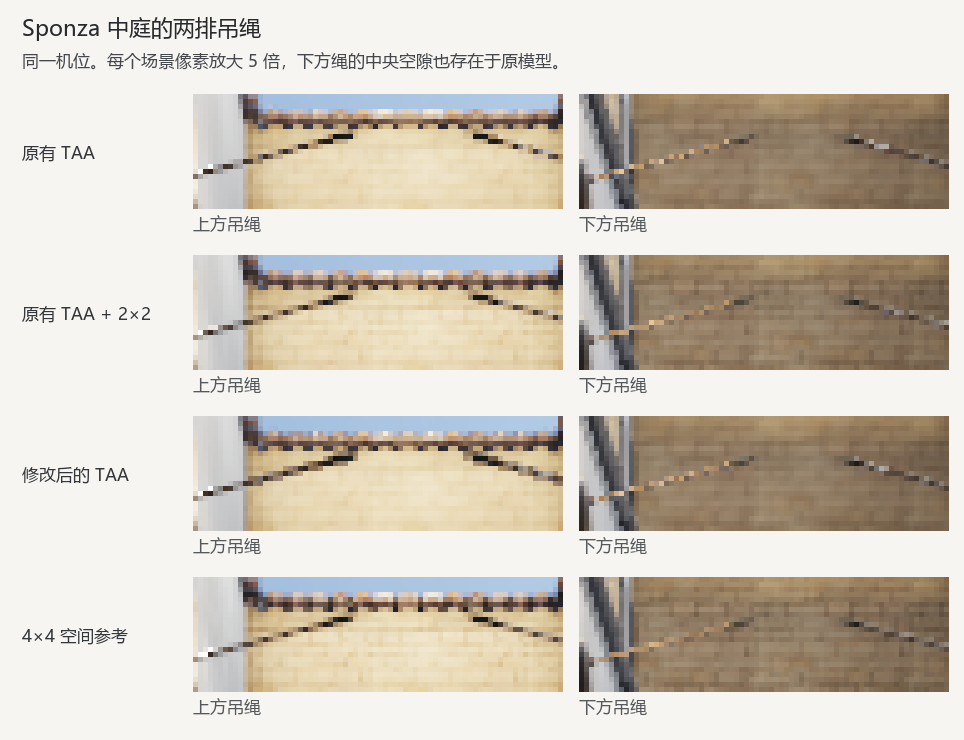 Sponza 中庭的两排吊绳
同一机位。每个场景像素放大 5 倍，下方绳的中央空隙也存在于原模型。
原有 TAA
上方吊绳
下方吊绳
原有 TAA + 2×2
上方吊绳
下方吊绳
修改后的 TAA
上方吊绳
下方吊绳
4×4 空间参考
上方吊绳
下方吊绳